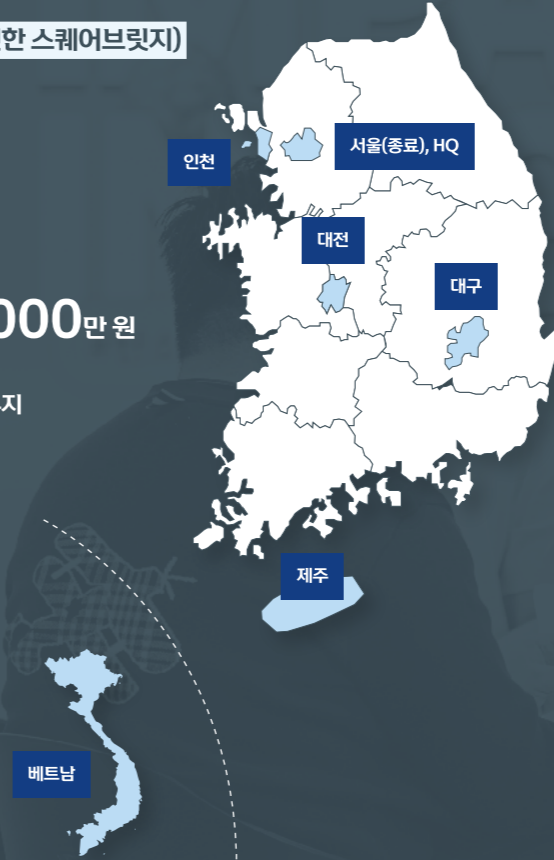 한 스퀘어브릿지)
인천
서울(종료), HQ
대전
대구
000만 원
지
제주
베트남